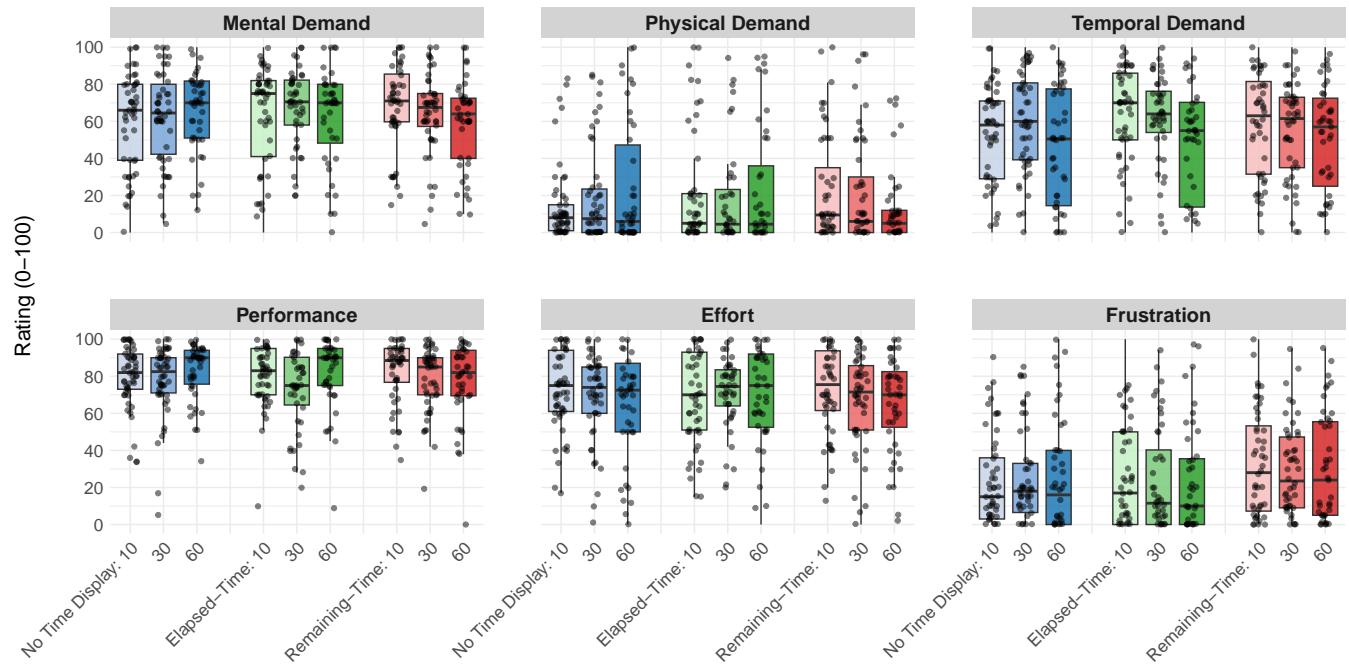 Mental Demand
Physical Demand
Temporal Demand
100
80
60
40
20
0
Rating (0−100)
Performance
Effort
Frustration
100
80
60
40
20
0
No Time Display: 10
30
60
Elapsed−Time: 10
30
60
Remaining−Time: 10
30
60
No Time Display: 10
30
60
Elapsed−Time: 10
30
60
Remaining−Time: 10
30
60
No Time Display: 10
30
60
Elapsed−Time: 10
30
60
Remaining−Time: 10
30
60